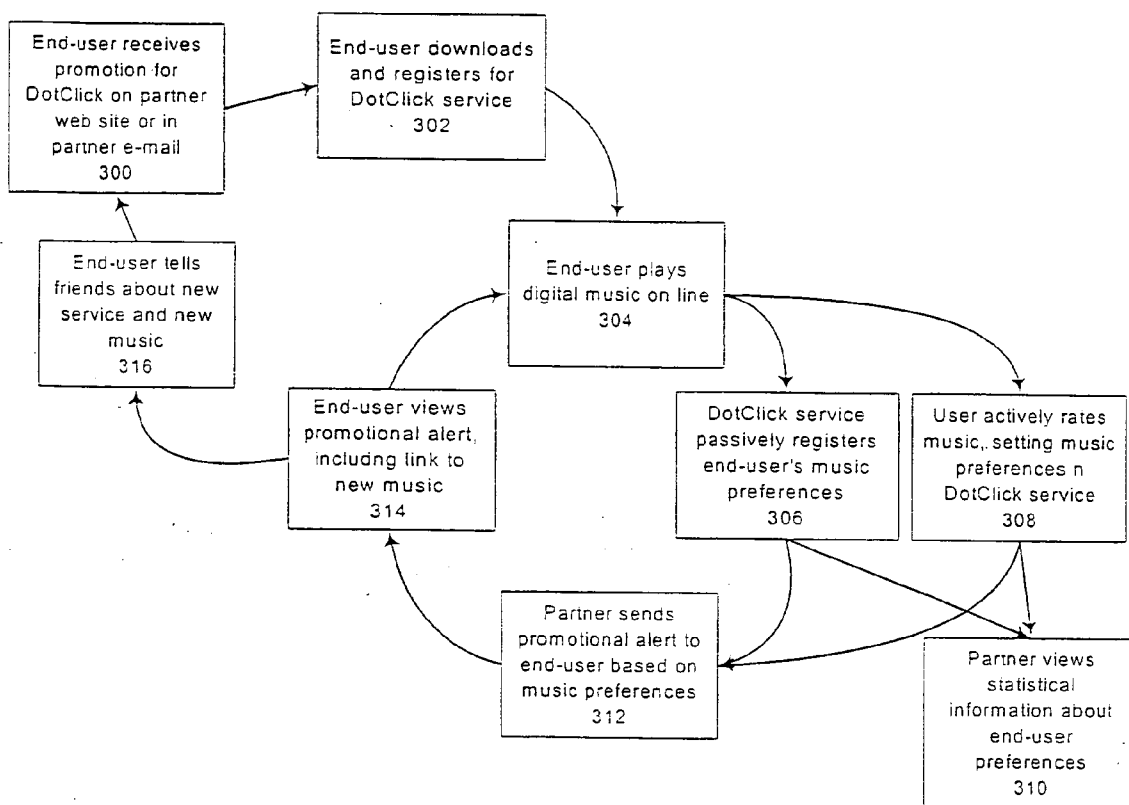 End-user receives
promotion for
DotClick on partner
web site or in
partner e-mail
300
End-user downloads
and registers for
DotClick service
302
End-user plays
digital music on line
304
End-user tells
friends about new
service and new
music
316
End-user views
promotional alert,
including link to
new music
314
DotClick service
passively registers
end-user's music
preferences
306
User actively rates
music, setting music
preferences n
DotClick service
308
Partner sends
promotional alert to
end-user based on
music preferences
312
Partner views
statistical
information about
end-user
preferences
310